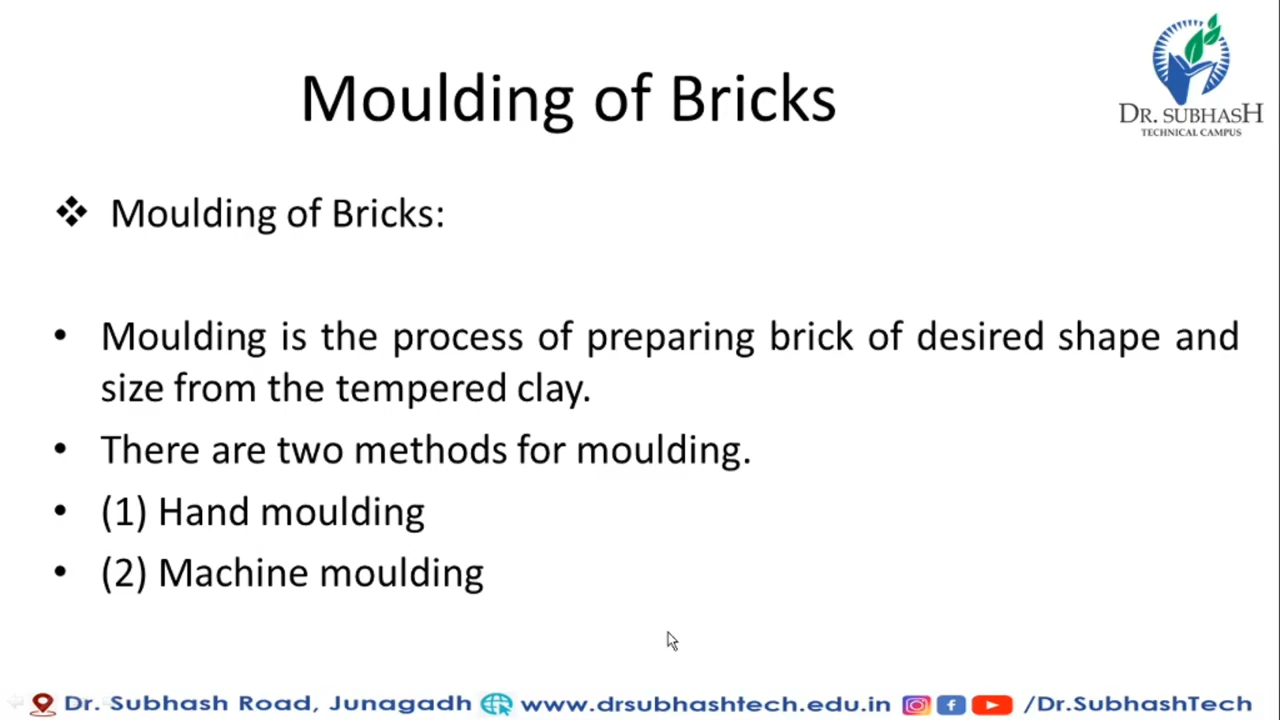 Moulding of Bricks
DR. SUBHASH
TECHNICAL CAMPUS
❖ Moulding of Bricks:
• Moulding is the process of preparing brick of desired shape and
size from the tempered clay.
• There are two methods for moulding.
• (1) Hand moulding
• (2) Machine moulding
Dr. Subhash Road, Junagadh www.drsubhashtech.edu.in /Dr.SubhashTech